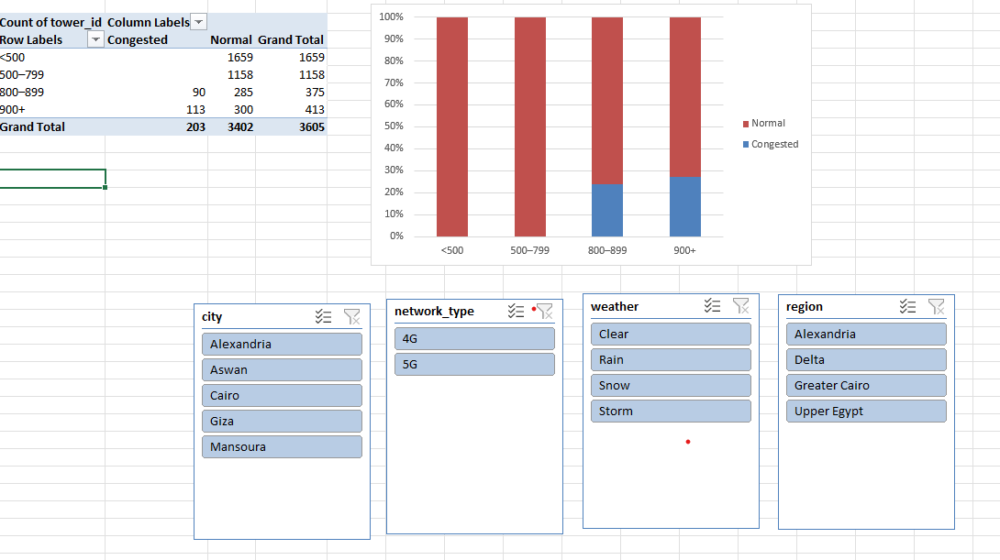 Count of tower_id Column Labels
Row Labels Congested Normal Grand Total
<500 1659 1659
500–799 1158 1158
800–899 90 285 375
900+ 113 300 413
Grand Total 203 3402 3605
100%
90%
80%
70%
60%
50%
40%
30%
20%
10%
0%
<500 500–799 800–899 900+
Normal
Congested
city
Alexandria
Aswan
Cairo
Giza
Mansoura
network_type
4G
5G
weather
Clear
Rain
Snow
Storm
region
Alexandria
Delta
Greater Cairo
Upper Egypt